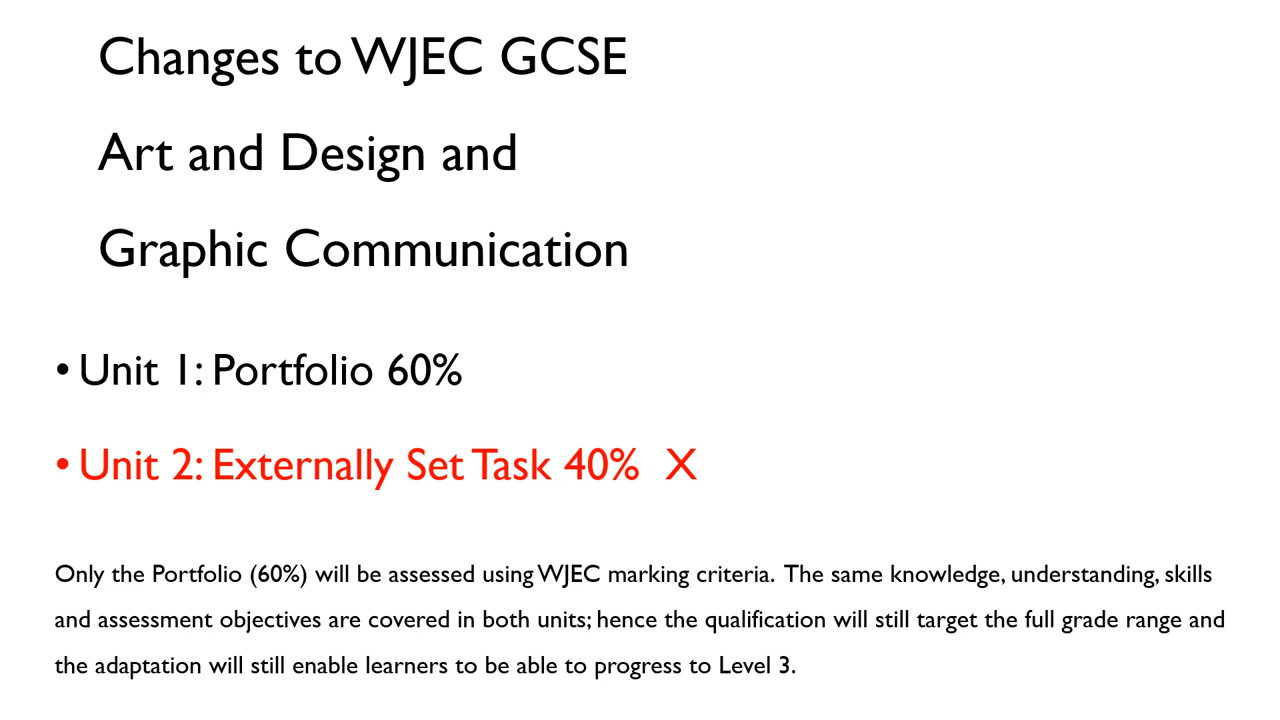 Changes to WJEC GCSE
Art and Design and
Graphic Communication
• Unit 1: Portfolio 60%
• Unit 2: Externally Set Task 40% X
Only the Portfolio (60%) will be assessed using WJEC marking criteria. The same knowledge, understanding, skills
and assessment objectives are covered in both units; hence the qualification will still target the full grade range and
the adaptation will still enable learners to be able to progress to Level 3.